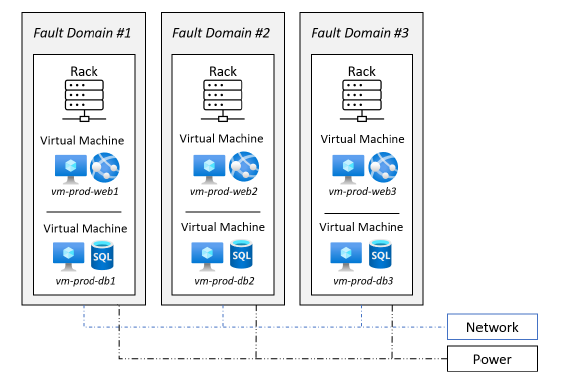 Fault Domain #1
Rack
Virtual Machine
vm-prod-web1
Virtual Machine
SQL
vm-prod-db1
Fault Domain #2
Rack
Virtual Machine
vm-prod-web2
Virtual Machine
SQL
vm-prod-db2
Fault Domain #3
Rack
Virtual Machine
vm-prod-web3
Virtual Machine
SQL
vm-prod-db3
Network
Power